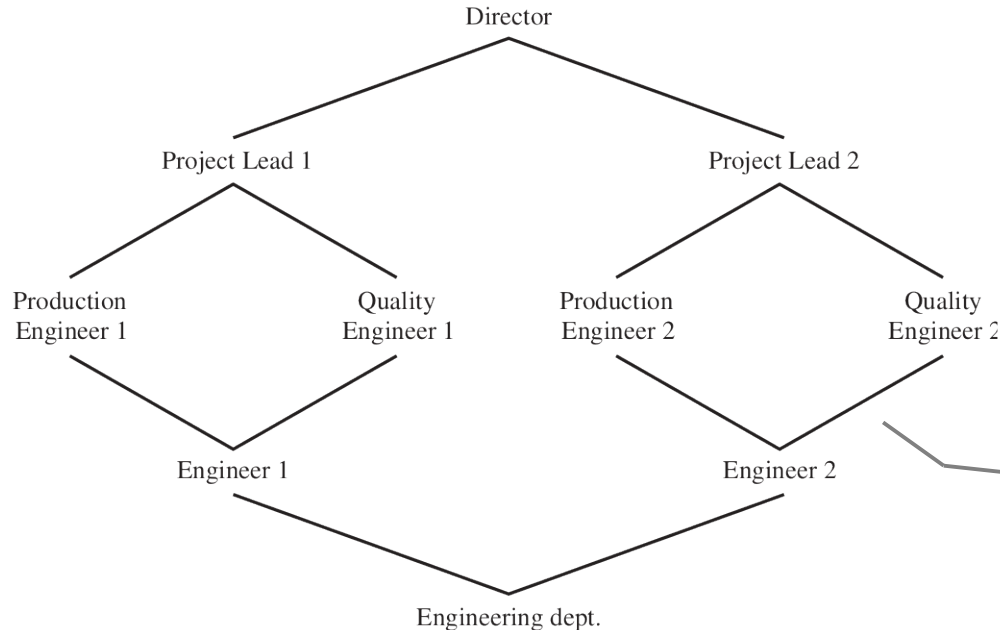 Director
Project Lead 1
Project Lead 2
Production
Engineer 1
Quality
Engineer 1
Production
Engineer 2
Quality
Engineer 2
Engineer 1
Engineer 2
Engineering dept.